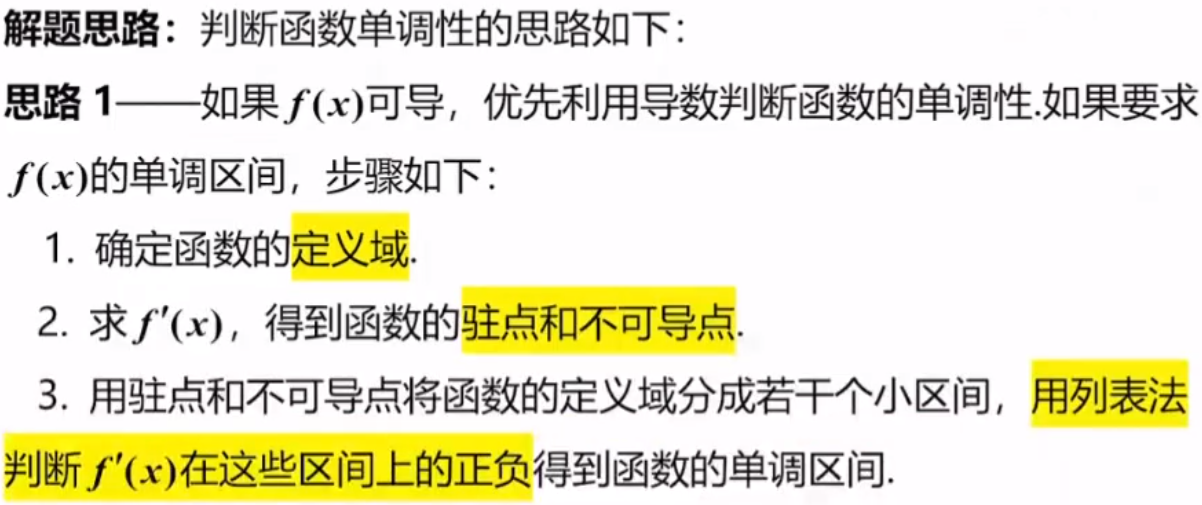 解题思路：判断函数单调性的思路如下：
思路 1——如果 f(x)可导，优先利用导数判断函数的单调性.如果要求
f(x)的单调区间，步骤如下：
1. 确定函数的定义域.
2. 求 f′(x)，得到函数的驻点和不可导点.
3. 用驻点和不可导点将函数的定义域分成若干个小区间，用列表法
判断 f′(x)在这些区间上的正负得到函数的单调区间.